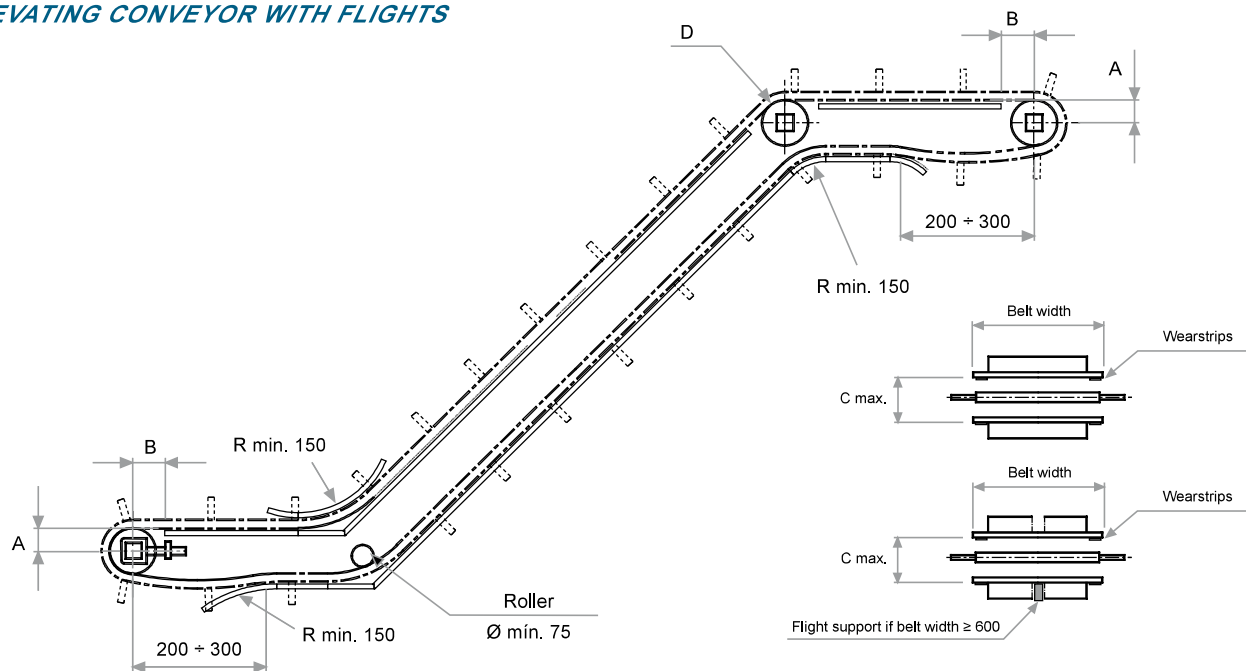 EVATING CONVEYOR WITH FLIGHTS
D
B
A
200 ÷ 300
R min. 150
Belt width
Wearstrips
C max.
B
R min. 150
A
Belt width
Wearstrips
C max.
Roller
Ø mín. 75
R min. 150
200 ÷ 300
Flight support if belt width ≥ 600